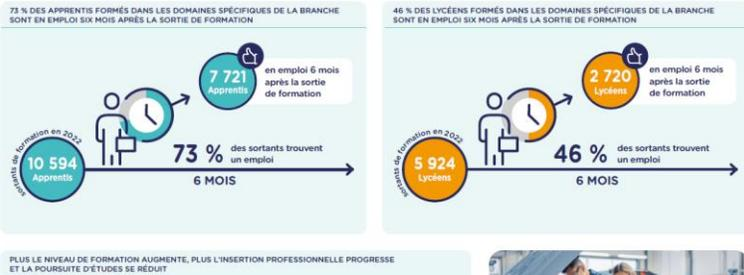 73 % DES APPRENTIS FORMÉS DANS LES DOMAINES SPÉCIFIQUES DE LA BRANCHE
SONT EN EMPLOI SIX MOIS APRÈS LA SORTIE DE FORMATION
7 721
Apprentis
en emploi 6 mois
après la sortie
de formation
sortants de formation en 2022
10 594
Apprentis
73 %
des sortants trouvent
un emploi
6 MOIS
46 % DES LYCÉENS FORMÉS DANS LES DOMAINES SPÉCIFIQUES DE LA BRANCHE
SONT EN EMPLOI SIX MOIS APRÈS LA SORTIE DE FORMATION
2 720
Lycéens
en emploi 6 mois
après la sortie
de formation
sortants de formation en 2022
5 924
Lycéens
46 %
des sortants trouvent
un emploi
6 MOIS
PLUS LE NIVEAU DE FORMATION AUGMENTE, PLUS L'INSERTION PROFESSIONNELLE PROGRESSE
ET LA POURSUITE D'ÉTUDES SE RÉDUIT